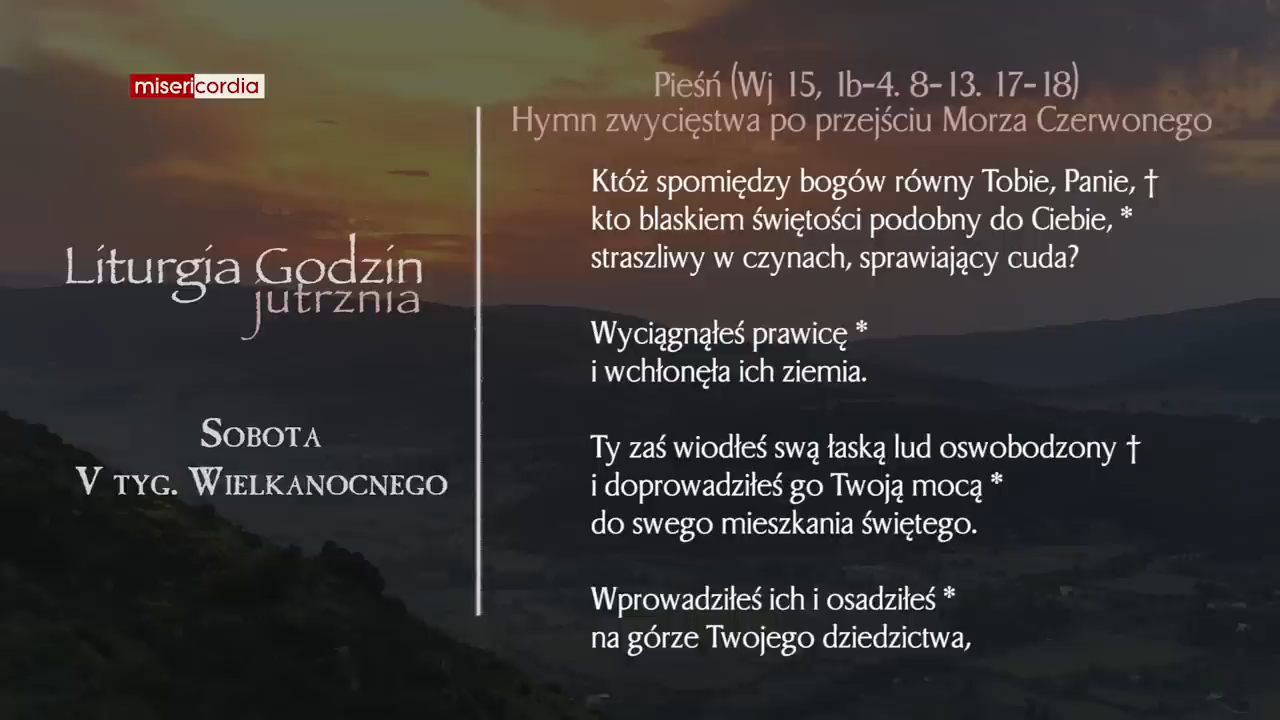 misericordia
Liturgia Godzin
jutrznia
Sobota
V tyg. Wielkanocnego
Pieśń (Wj 15, 1b-4. 8-13. 17-18)
Hymn zwycięstwa po przejściu Morza Czerwonego
Któż spomiędzy bogów równy Tobie, Panie, †
kto blaskiem świętości podobny do Ciebie, *
straszliwy w czynach, sprawiający cuda?
Wyciągnąłeś prawicę *
i wchłonęła ich ziemia.
Ty zaś wiodłeś swą łaską lud oswobodzony †
i doprowadziłeś go Twoją mocą *
do swego mieszkania świętego.
Wprowadziłeś ich i osadziłeś *
na górze Twojego dziedzictwa,